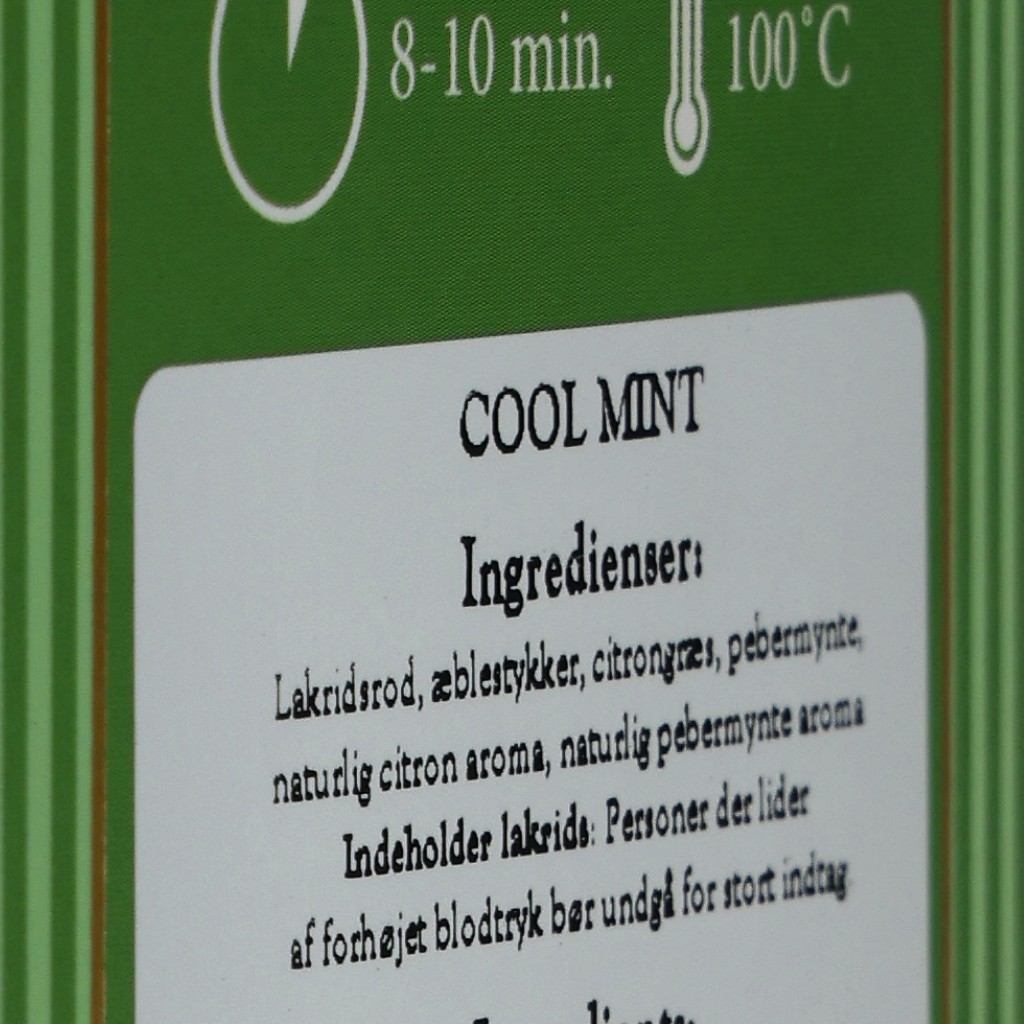 8-10 min. 100°C
COOL MINT
Ingredienser:
Lakridsrod, æblestykker, citrongræs, pebermynte,
naturlig citron aroma, naturlig pebermynte aroma
Indeholder lakrids: Personer der lider
af forhøjet blodtryk bør undgå for stort indtag